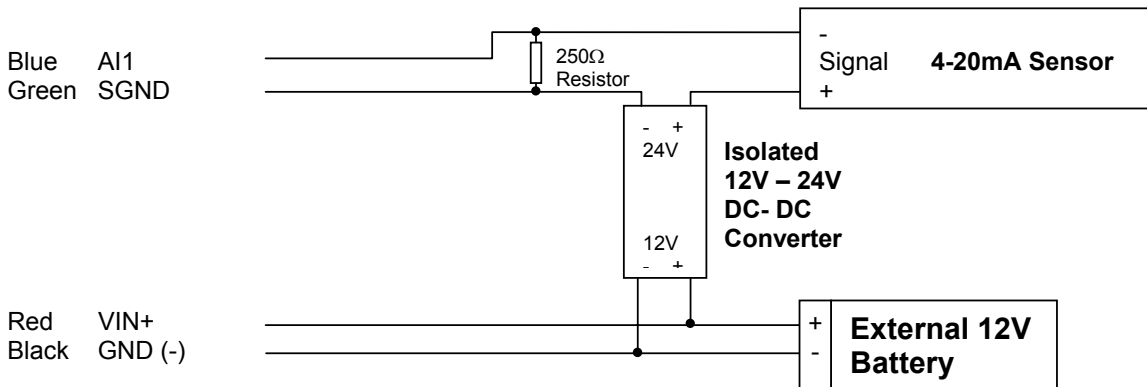 Blue AI1
Green SGND
250Ω
Resistor
-
Signal 4-20mA Sensor
+
- +
24V
12V
- +
Isolated
12V – 24V
DC- DC
Converter
Red VIN+
Black GND (-)
+
-
External 12V
Battery